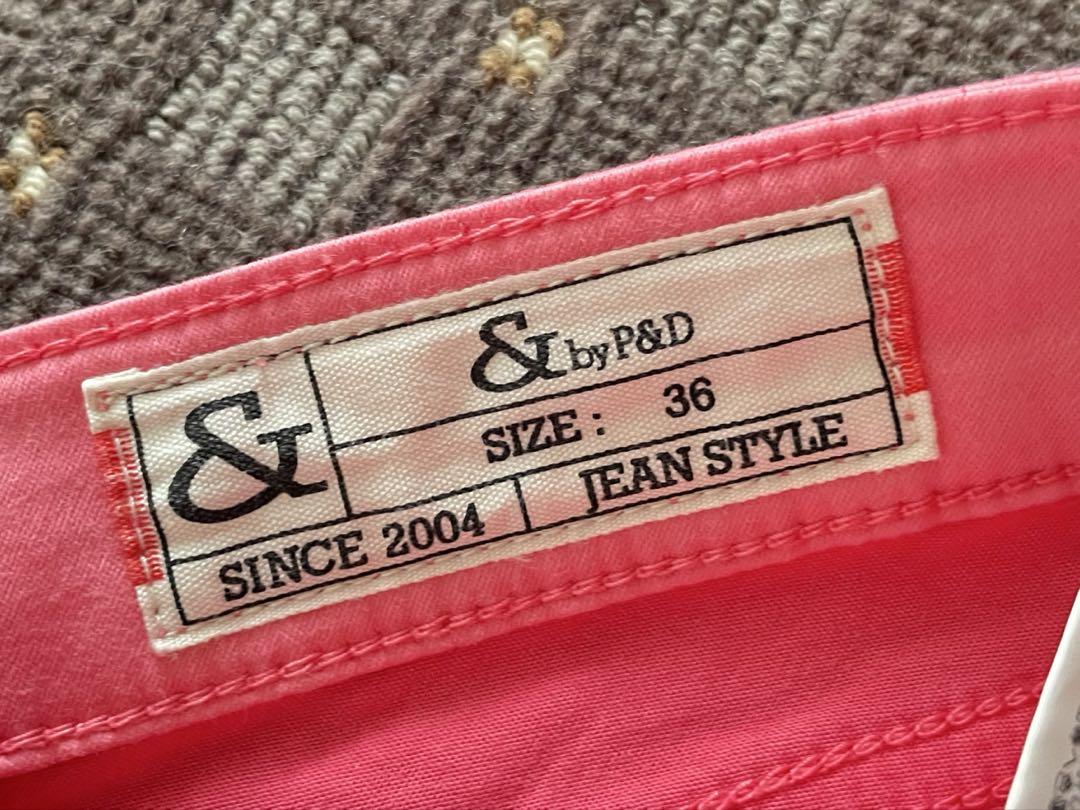 &
& by P&D
SIZE : 36
SINCE 2004
JEAN STYLE